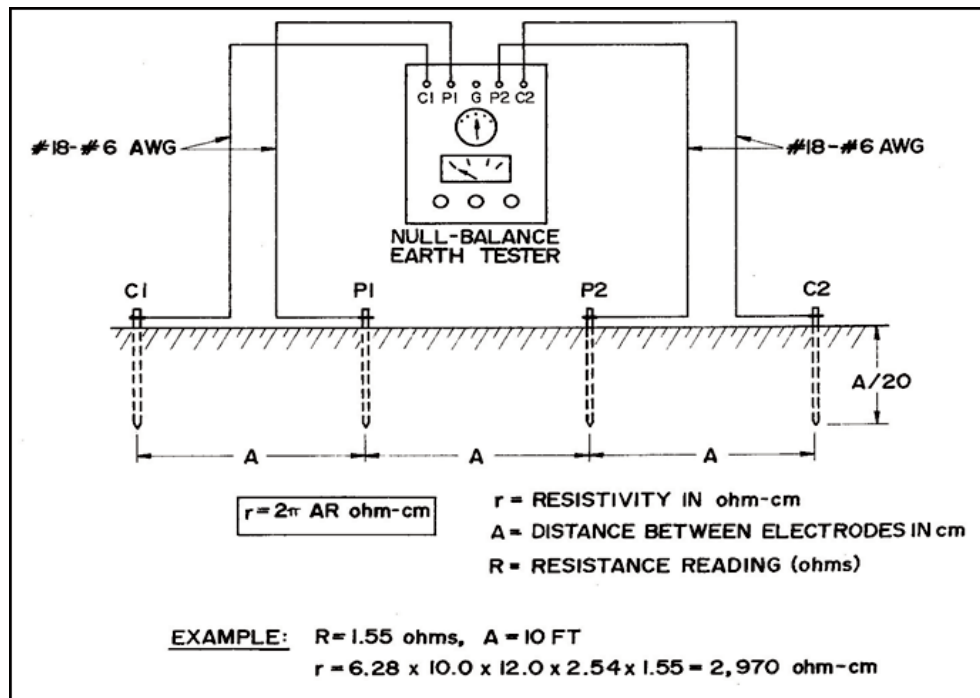 C1 P1 G P2 C2
#18-#6 AWG
#18-#6 AWG
NULL-BALANCE
EARTH TESTER
C1
P1
P2
C2
A/20
A
A
A
r = 2π AR ohm-cm
r = RESISTIVITY IN ohm-cm
A = DISTANCE BETWEEN ELECTRODES IN cm
R = RESISTANCE READING (ohms)
EXAMPLE: R = 1.55 ohms, A = 10 FT
r = 6.28 x 10.0 x 12.0 x 2.54 x 1.55 = 2,970 ohm-cm